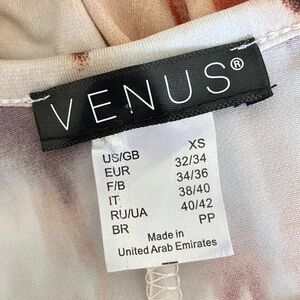 VENUS®
US/GB XS
EUR 32/34
F/B 34/36
IT 38/40
RU/UA 40/42
BR PP
Made in
United Arab Emirates